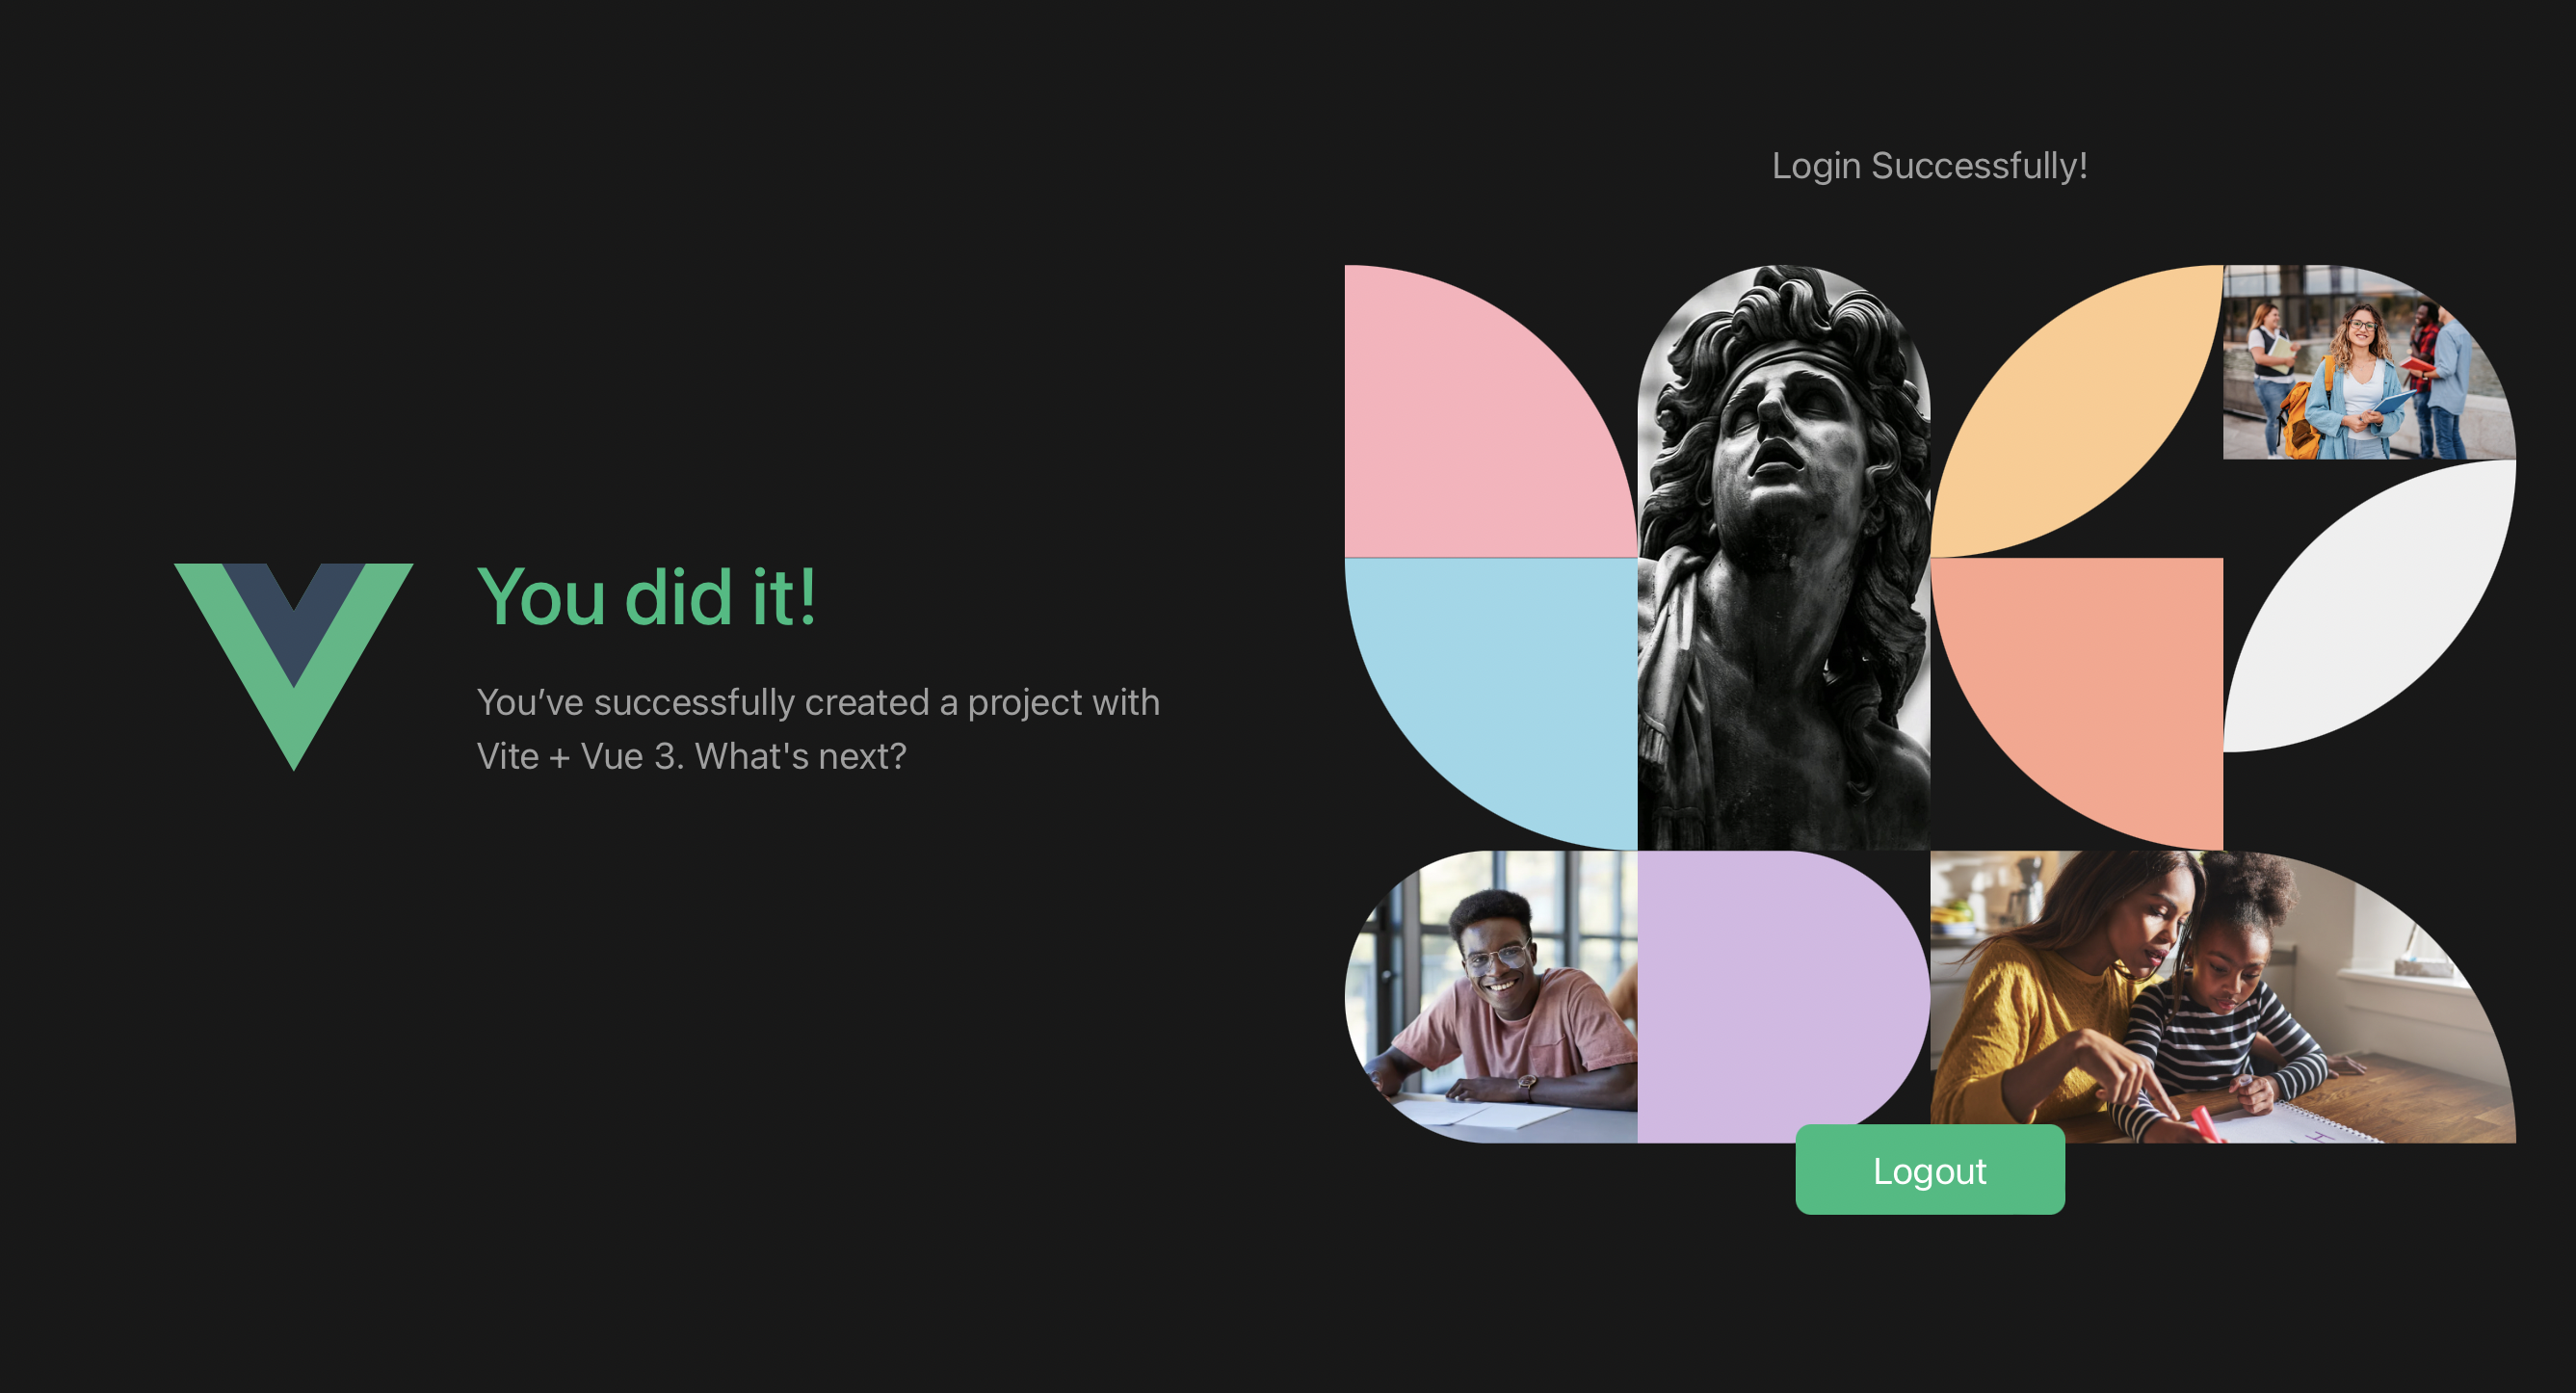 You did it!
You’ve successfully created a project with
Vite + Vue 3. What's next?
Login Successfully!
Logout